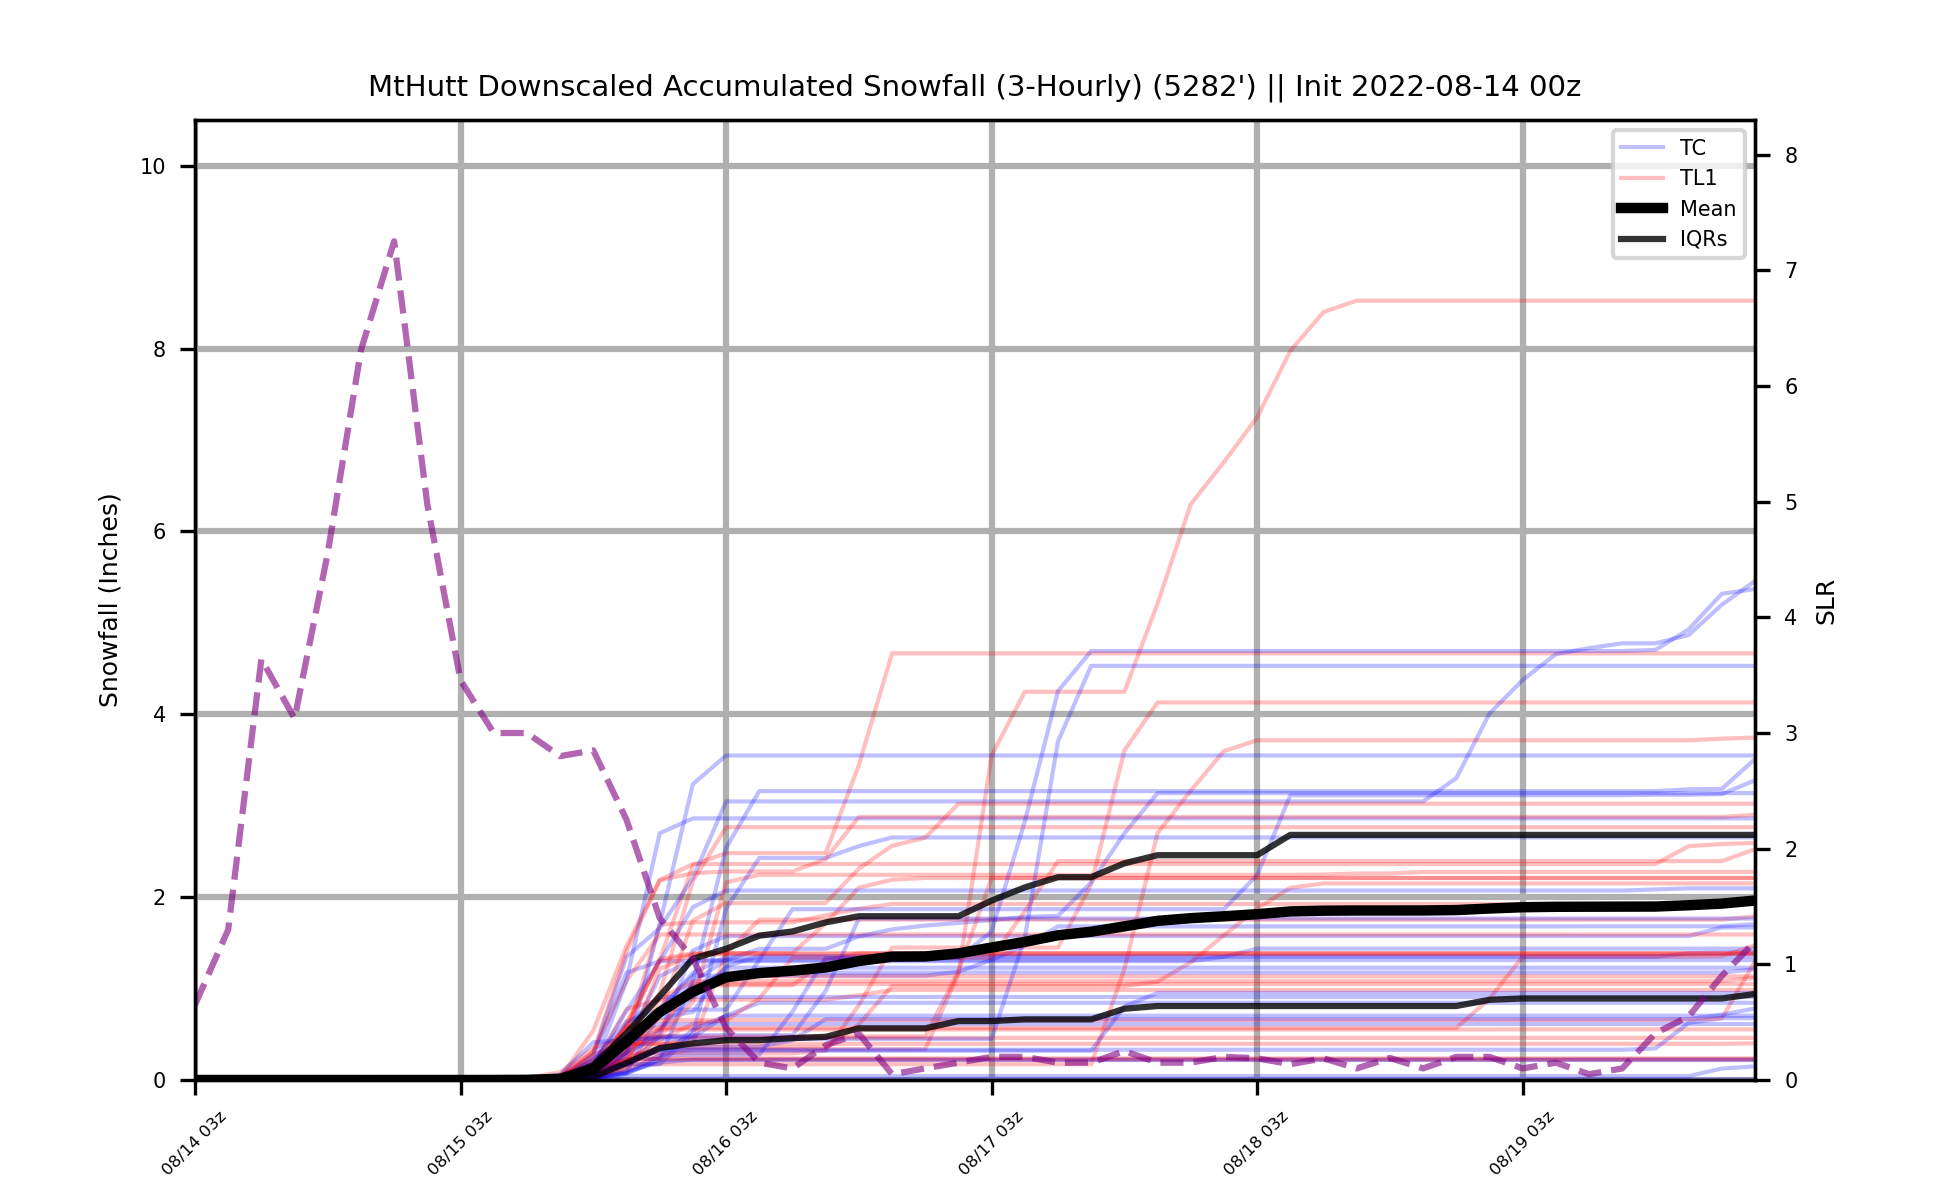 MtHutt Downscaled Accumulated Snowfall (3-Hourly) (5282') || Init 2022-08-14 00z
TC
TL1
Mean
IQRs
Snowfall (Inches)
10
8
6
4
2
0
SLR
8
7
6
5
4
3
2
1
0
08/14 03z
08/15 03z
08/16 03z
08/17 03z
08/18 03z
08/19 03z